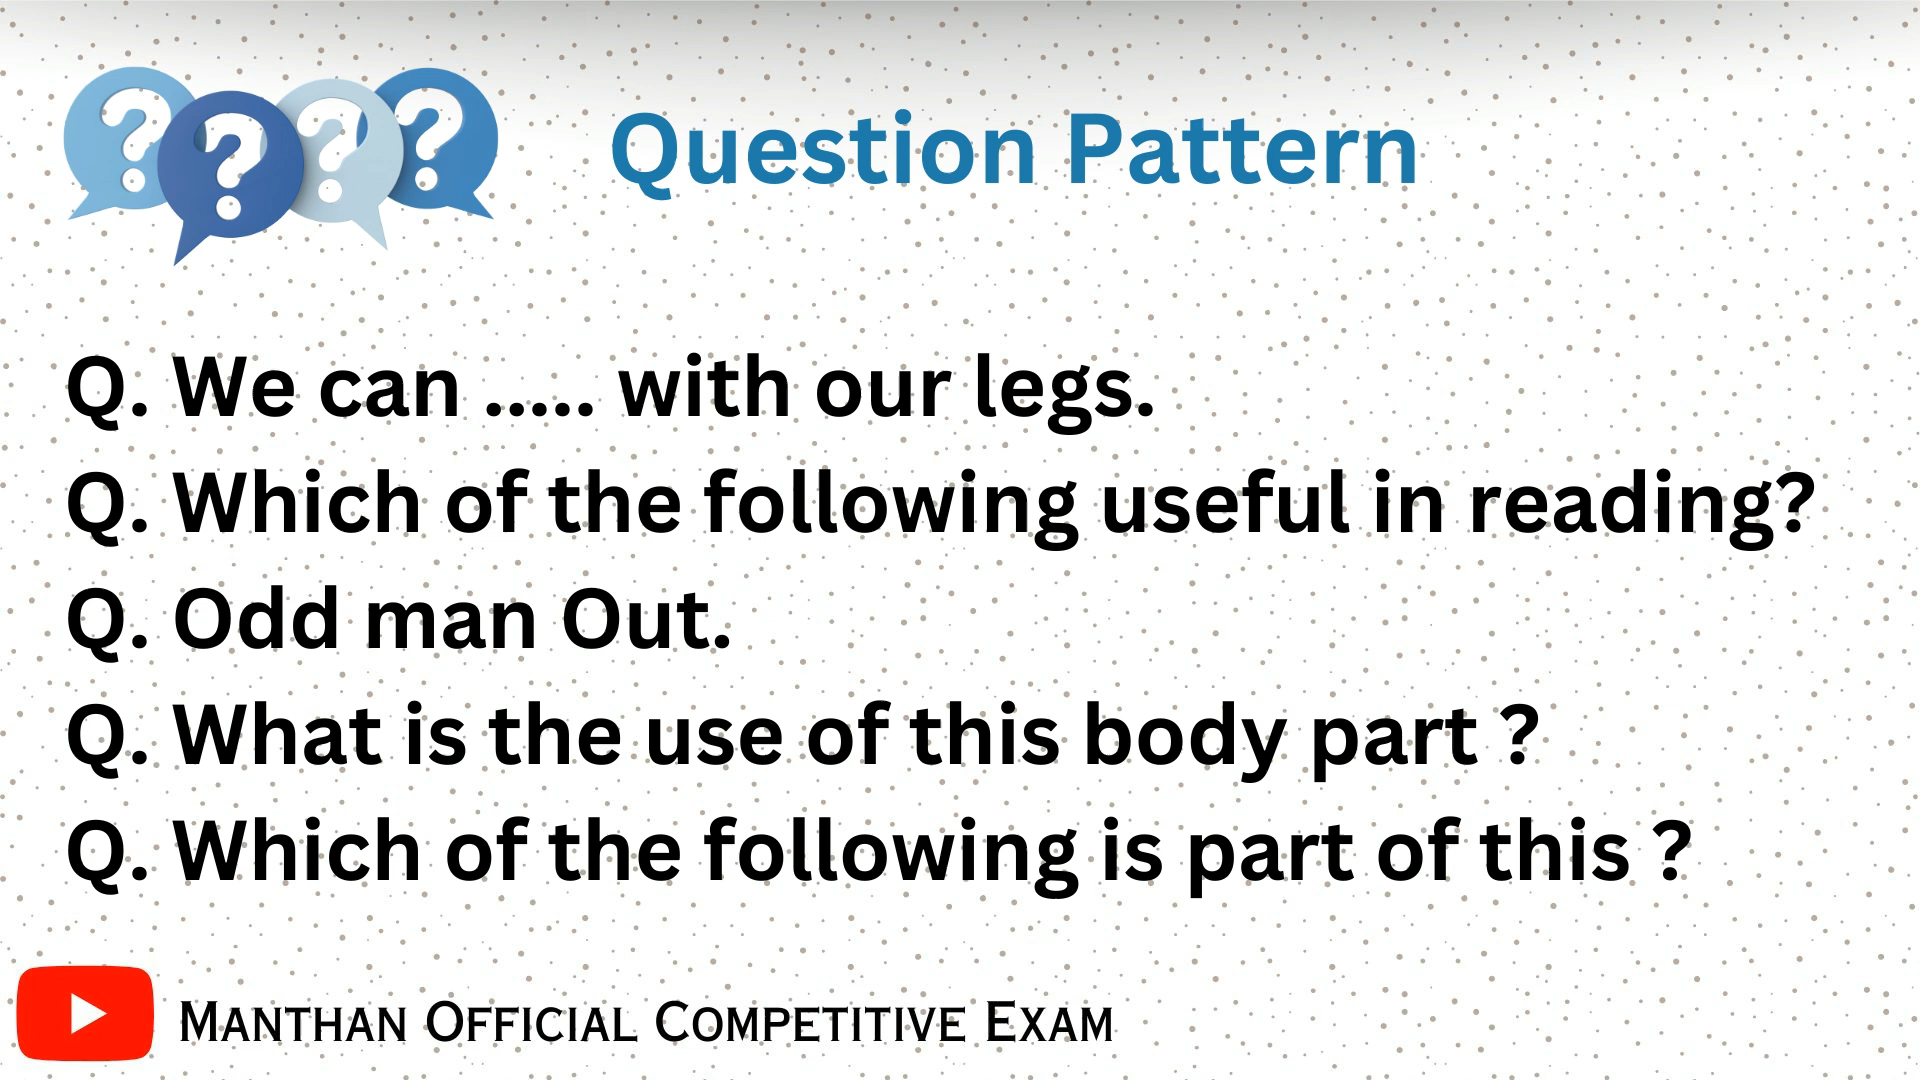 Question Pattern
Q. We can ..... with our legs.
Q. Which of the following useful in reading?
Q. Odd man Out.
Q. What is the use of this body part ?
Q. Which of the following is part of this ?
Manthan Official Competitive Exam